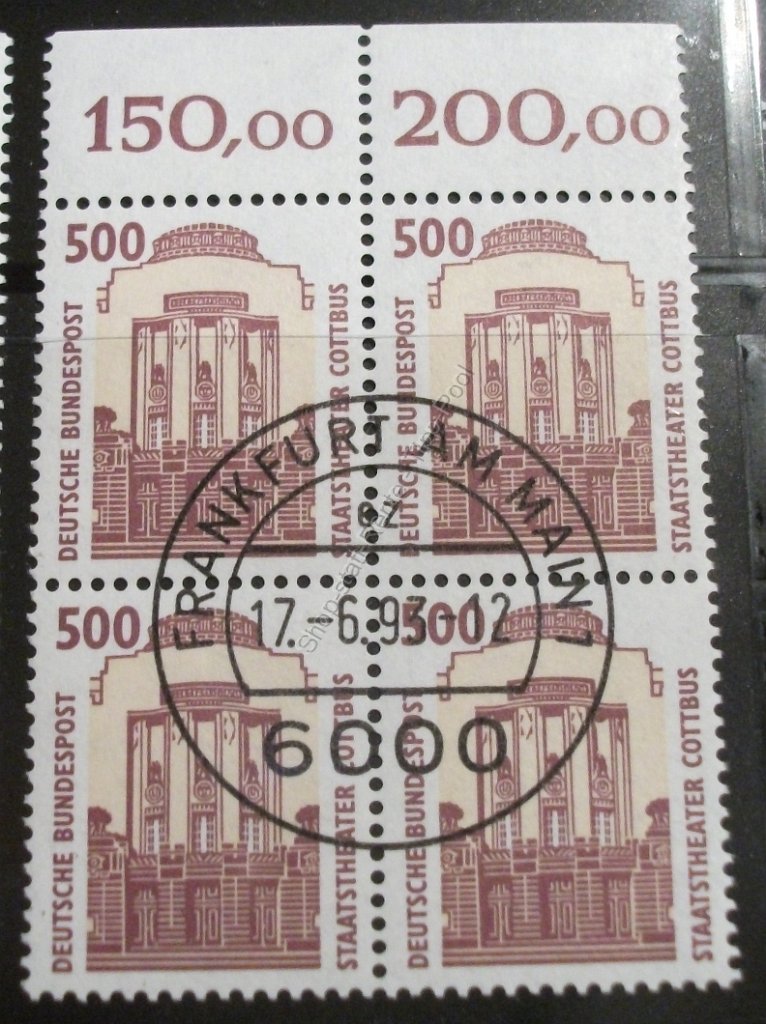 150,00
200,00
500
DEUTSCHE BUNDESPOST
STAATSTHEATER COTTBUS
500
DEUTSCHE BUNDESPOST
STAATSTHEATER COTTBUS
FRANKFURT AM MAIN 1
17.-6.93-12
6000
500
DEUTSCHE BUNDESPOST
STAATSTHEATER COTTBUS
500
DEUTSCHE BUNDESPOST
STAATSTHEATER COTTBUS